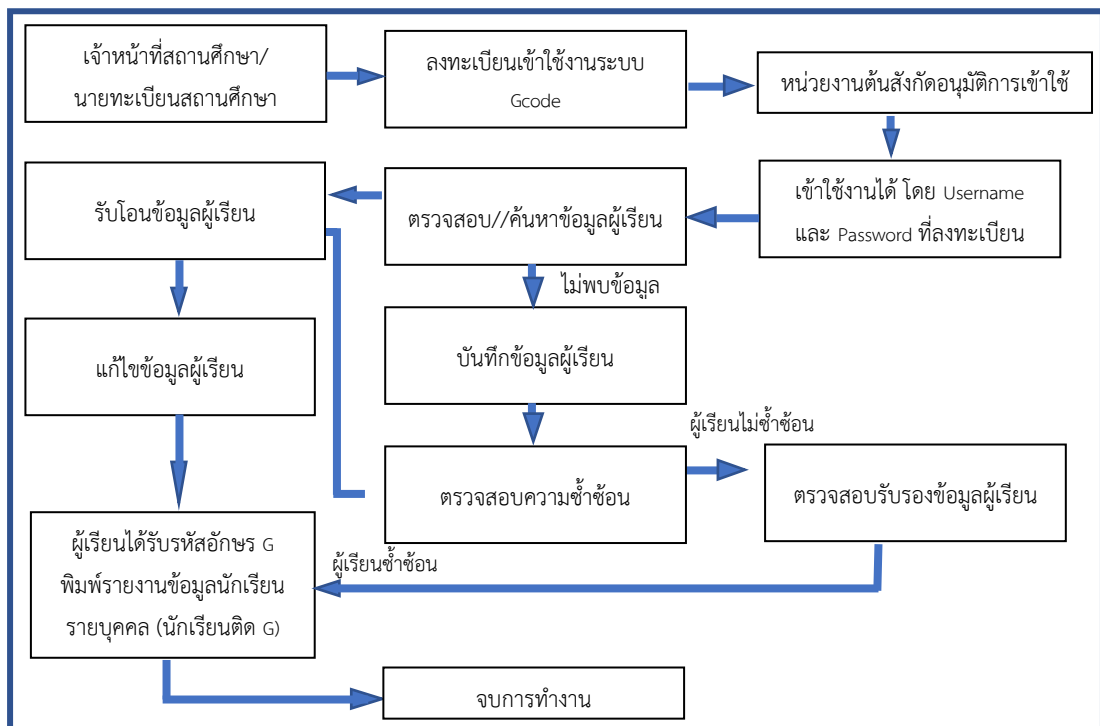 เจ้าหน้าที่สถานศึกษา/
นายทะเบียนสถานศึกษา
ลงทะเบียนเข้าใช้งานระบบ
Gcode
หน่วยงานต้นสังกัดอนุมัติการเข้าใช้
รับโอนข้อมูลผู้เรียน
ตรวจสอบ//ค้นหาข้อมูลผู้เรียน
เข้าใช้งานได้ โดย Username
และ Password ที่ลงทะเบียน
ไม่พบข้อมูล
แก้ไขข้อมูลผู้เรียน
บันทึกข้อมูลผู้เรียน
ผู้เรียนไม่ซ้ำซ้อน
ตรวจสอบความซ้ำซ้อน
ตรวจสอบรับรองข้อมูลผู้เรียน
ผู้เรียนได้รับรหัสอักษร G
พิมพ์รายงานข้อมูลนักเรียน
รายบุคคล (นักเรียนติด G)
ผู้เรียนซ้ำซ้อน
จบการทำงาน